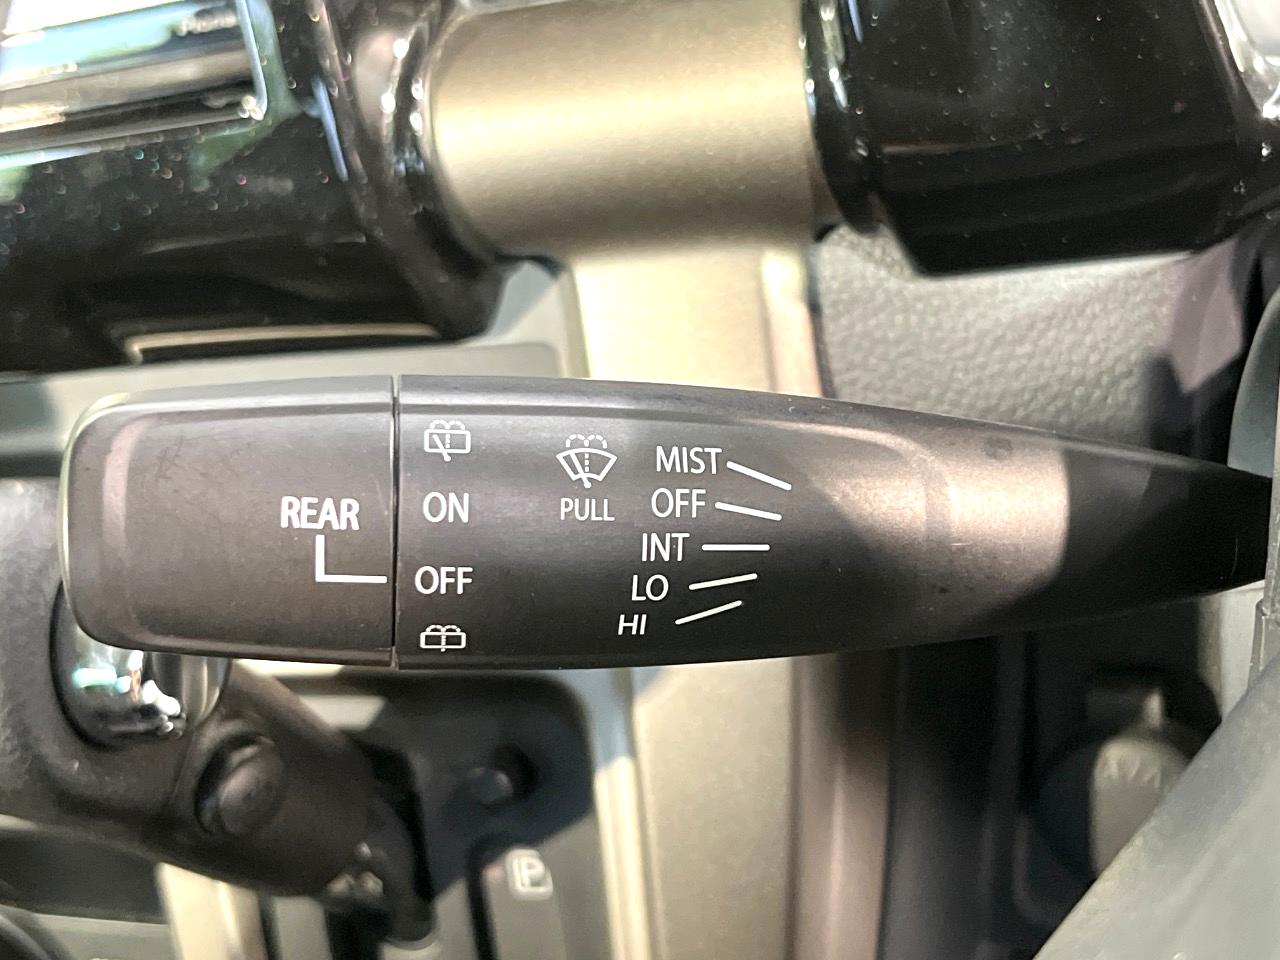 REAR
ON
OFF
PULL
MIST
OFF
INT
LO
HI
P